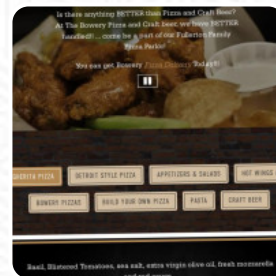 Is there anything BETTER than Pizza and Craft Beer?
At The Bowery Pizza and Craft beer, we have BETTER
handled!! ... come be a part of our Fullerton Family
Pizza Parks!
You can get Bowery Pizza Delivery Today!!!
GHERITA PIZZA
DETROIT STYLE PIZZA
APPETIZERS & SALADS
HOT WINGS
BOWERY PIZZAS
BUILD YOUR OWN PIZZA
PASTA
CRAFT BEER
Basil, Blistered Tomatoes, sea salt, extra virgin olive oil, fresh mozzarella